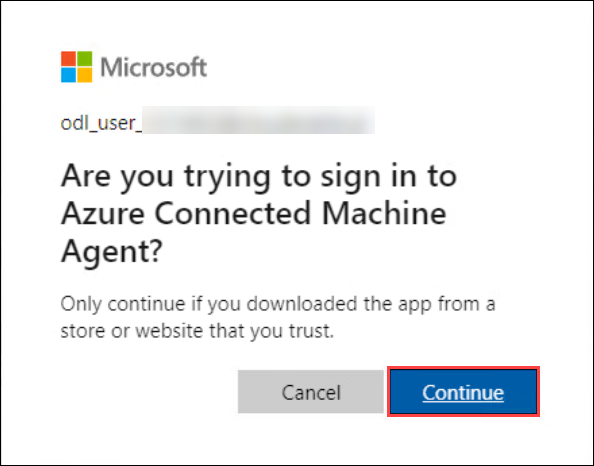 Microsoft
odl_user_
Are you trying to sign in to
Azure Connected Machine
Agent?
Only continue if you downloaded the app from a
store or website that you trust.
Cancel
Continue